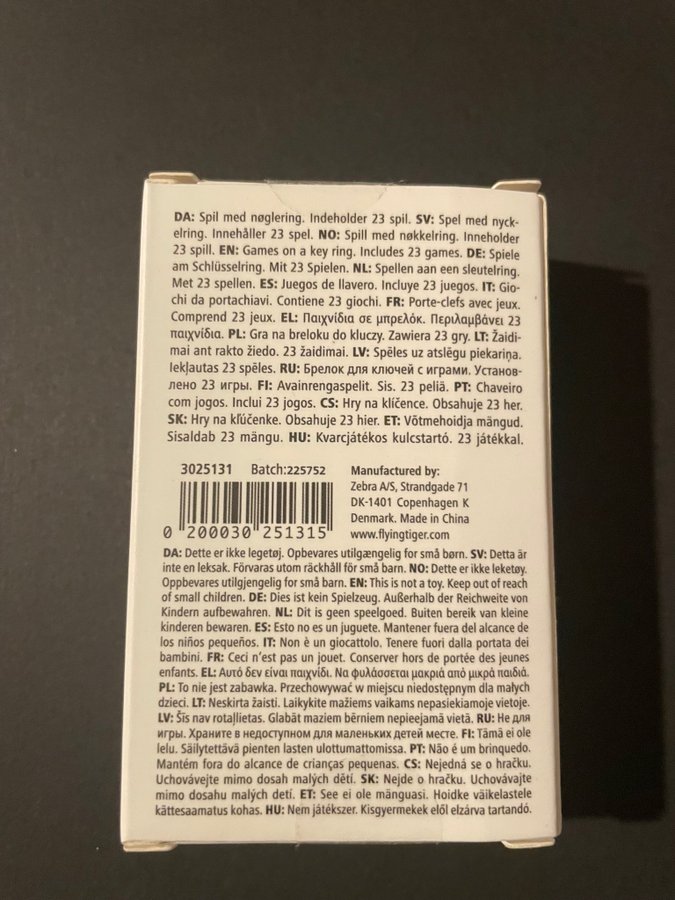 DA: Spil med nøglering. Indeholder 23 spil. SV: Spel med nyck-
elring. Innehåller 23 spel. NO: Spill med nøkkelring. Inneholder
23 spill. EN: Games on a key ring. Includes 23 games. DE: Spiele
am Schlüsselring. Mit 23 Spielen. NL: Spellen aan een sleutelring.
Met 23 spellen. ES: Juegos de llavero. Incluye 23 juegos. IT: Gio-
chi da portachiavi. Contiene 23 giochi. FR: Porte-clefs avec jeux.
Comprend 23 jeux. EL: Παιχνίδια σε μπρελόκ. Περιλαμβάνει 23
παιχνίδια. PL: Gra na breloku do kluczy. Zawiera 23 gry. LT: Žaidi-
mai ant rakto žiedo. 23 žaidimai. LV: Spēles uz atslēgu piekariņa.
Iekļautas 23 spēles. RU: Брелок для ключей с играми. Установ-
лено 23 игры. FI: Avainrengaspelit. Sis. 23 peliä. PT: Chaveiro
com jogos. Inclui 23 jogos. CS: Hry na klíčence. Obsahuje 23 her.
SK: Hry na kľúčenke. Obsahuje 23 hier. ET: Võtmehoidja mängud.
Sisaldab 23 mängu. HU: Kvarcjátékos kulcstartó. 23 játékkal.
3025131 Batch:225752
0 200030 251315
Manufactured by:
Zebra A/S, Strandgade 71
DK-1401 Copenhagen K
Denmark. Made in China
www.flyingtiger.com
DA: Dette er ikke legetøj. Opbevares utilgængelig for små børn. SV: Detta är
inte en leksak. Förvaras utom räckhåll för små barn. NO: Dette er ikke leketøy.
Oppbevares utilgjengelig for små barn. EN: This is not a toy. Keep out of reach
of small children. DE: Dies ist kein Spielzeug. Außerhalb der Reichweite von
Kindern aufbewahren. NL: Dit is geen speelgoed. Buiten bereik van kleine
kinderen bewaren. ES: Esto no es un juguete. Mantener fuera del alcance de
los niños pequeños. IT: Non è un giocattolo. Tenere fuori dalla portata dei
bambini. FR: Ceci n'est pas un jouet. Conserver hors de portée des jeunes
enfants. EL: Αυτό δεν είναι παιχνίδι. Να φυλάσσεται μακριά από μικρά παιδιά.
PL: To nie jest zabawka. Przechowywać w miejscu niedostępnym dla małych
dzieci. LT: Neskirta žaisti. Laikykite mažiems vaikams nepasiekiamoje vietoje.
LV: Šīs nav rotaļlietas. Glabāt maziem bērniem nepieejamā vietā. RU: Не для
игры. Храните в недоступном для маленьких детей месте. FI: Tämä ei ole
lelu. Säilytettävä pienten lasten ulottumattomissa. PT: Não é um brinquedo.
Mantém fora do alcance de crianças pequenas. CS: Nejedná se o hračku.
Uchovávejte mimo dosah malých dětí. SK: Nejde o hračku. Uchovávajte
mimo dosahu malých detí. ET: See ei ole mänguasi. Hoidke väikelastele
kättesaamatus kohas. HU: Nem játékszer. Kisgyermekek elől elzárva tartandó.